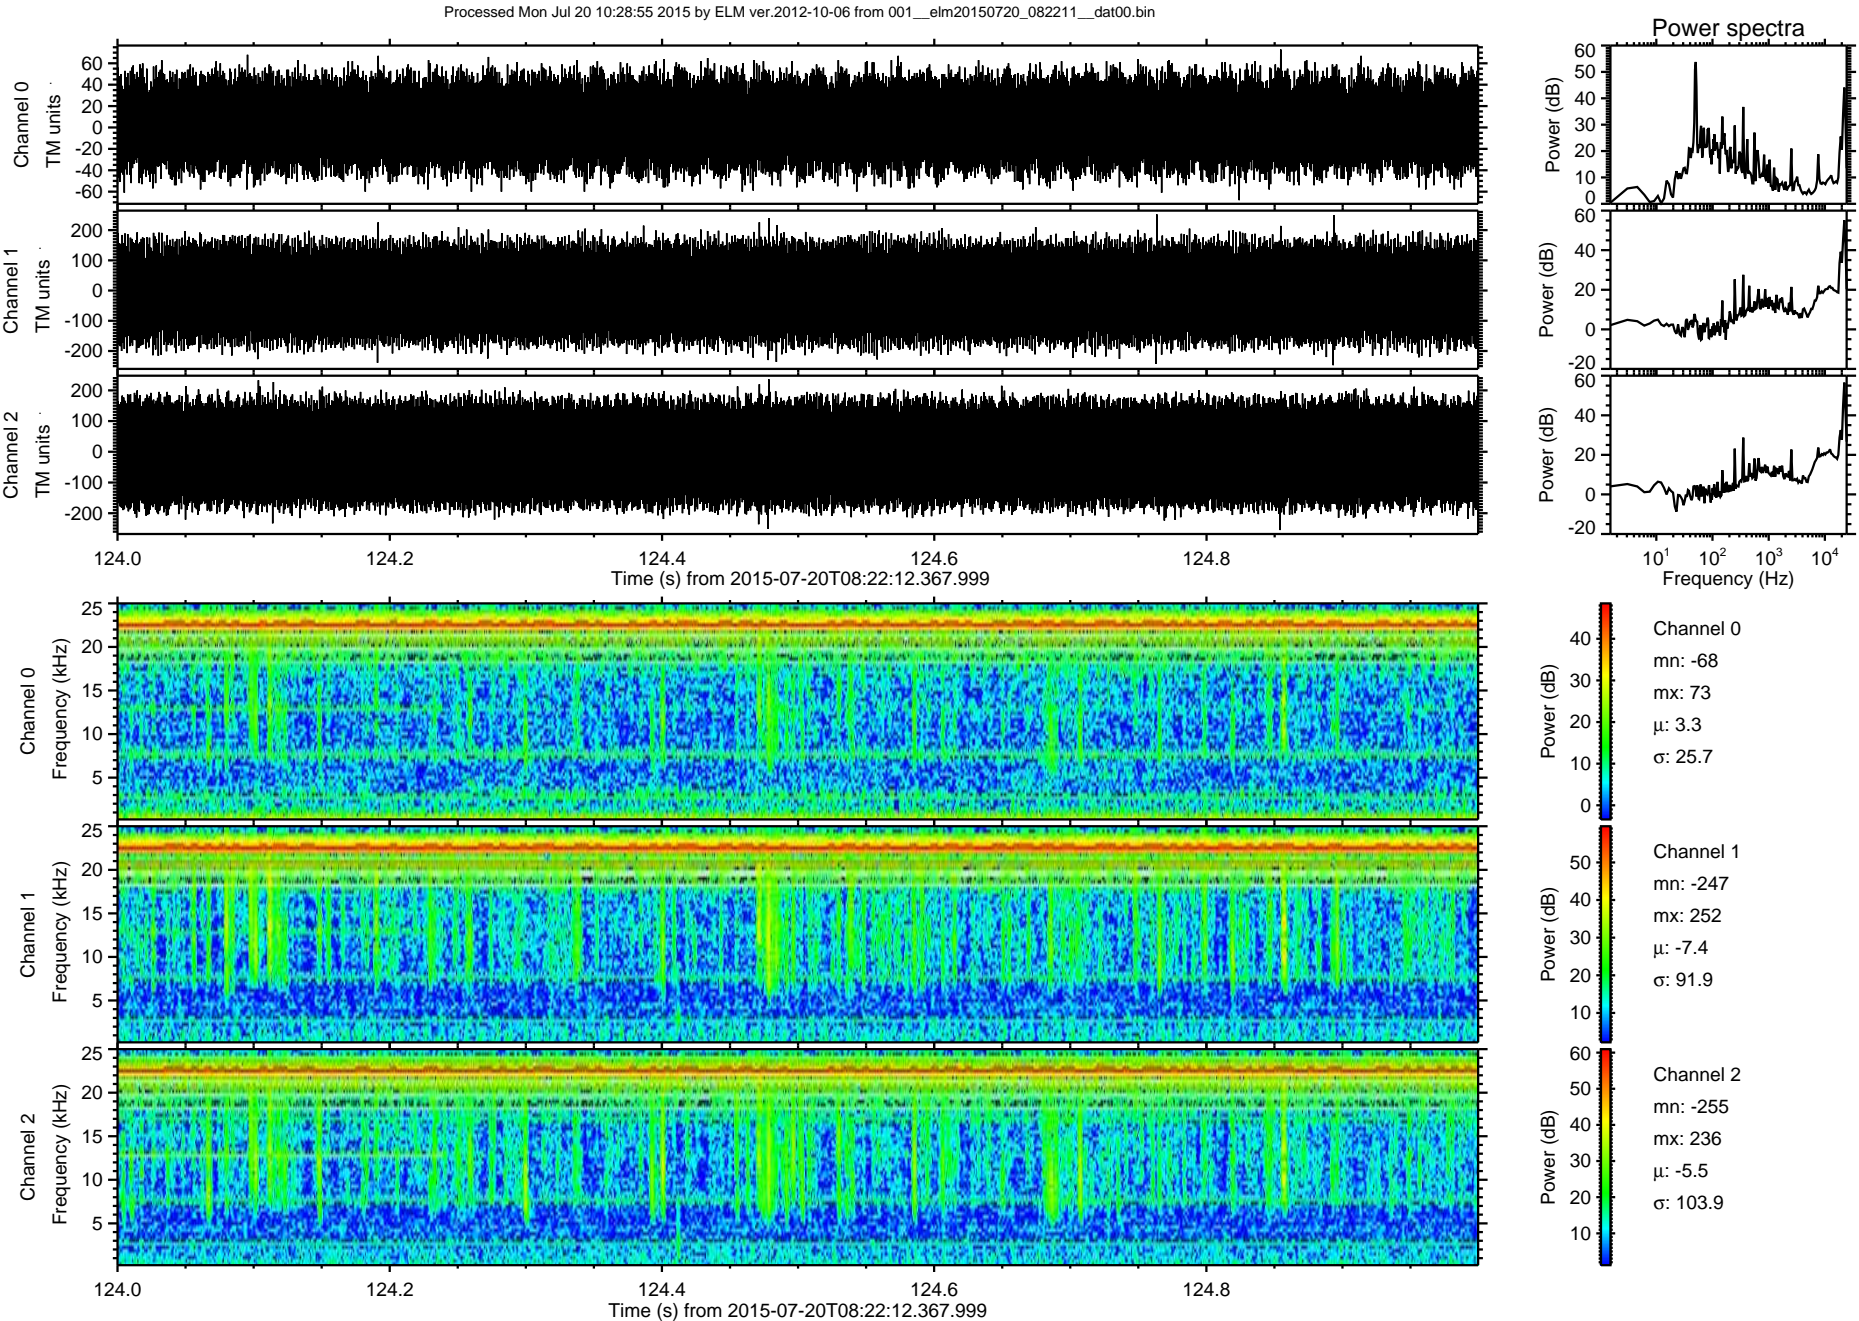 Processed Mon Jul 20 10:28:55 2015 by ELM ver.2012-10-06 from 001__elm20150720_082211__dat00.bin
Power spectra
Channel 0
TM units
60
40
20
0
-20
-40
-60
Power (dB)
60
50
40
30
20
10
0
Channel 1
TM units
200
100
0
-100
-200
Power (dB)
60
40
20
0
-20
Channel 2
TM units
200
100
0
-100
-200
Power (dB)
60
40
20
0
-20
124.0 124.2 124.4 124.6 124.8
Time (s) from 2015-07-20T08:22:12.367.999
10¹ 10² 10³ 10⁴
Frequency (Hz)
Channel 0
Frequency (kHz)
25
20
15
10
5
Power (dB)
40
30
20
10
0
Channel 0
mn: -68
mx: 73
µ: 3.3
σ: 25.7
Channel 1
Frequency (kHz)
25
20
15
10
5
Power (dB)
50
40
30
20
10
Channel 1
mn: -247
mx: 252
µ: -7.4
σ: 91.9
Channel 2
Frequency (kHz)
25
20
15
10
5
Power (dB)
60
50
40
30
20
10
Channel 2
mn: -255
mx: 236
µ: -5.5
σ: 103.9
124.0 124.2 124.4 124.6 124.8
Time (s) from 2015-07-20T08:22:12.367.999